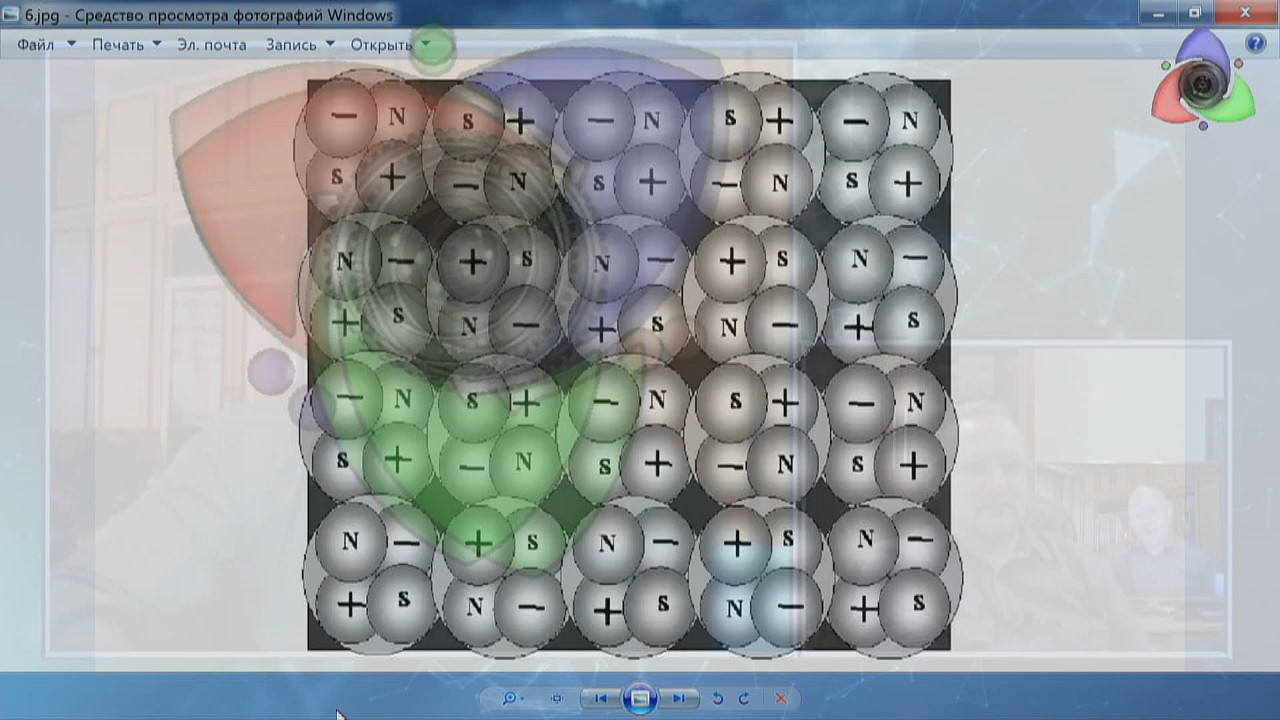 6.jpg - Средство просмотра фотографий Windows
Файл Печать Эл. почта Запись Открыть
− N S + − N S + − N
S + − N S + − N S +
N − + S N − + S N −
+ S N − + S N − + S
− N S + − N S + − N
S + − N S + − N S +
N − + S N − + S N −
+ S N − + S N − + S